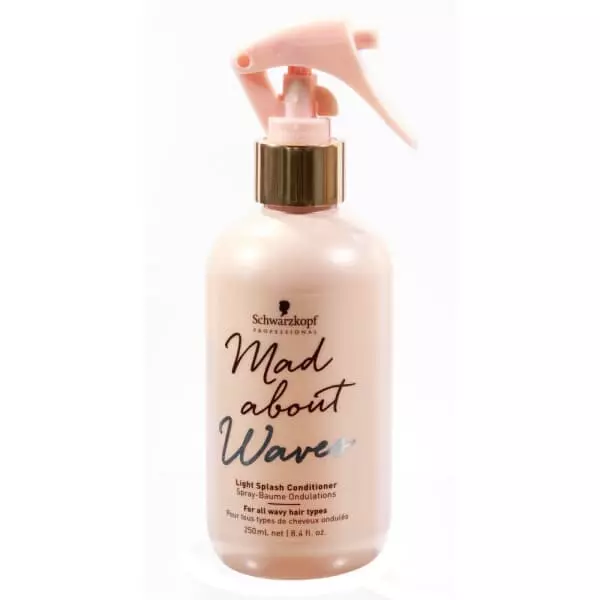 Schwarzkopf
PROFESSIONAL
Mad
about
Waves
Light Splash Conditioner
Spray-Baume Ondulations
For all wavy hair types
Pour tous types de cheveux ondulés
250mL net | 8.4 fl. oz.